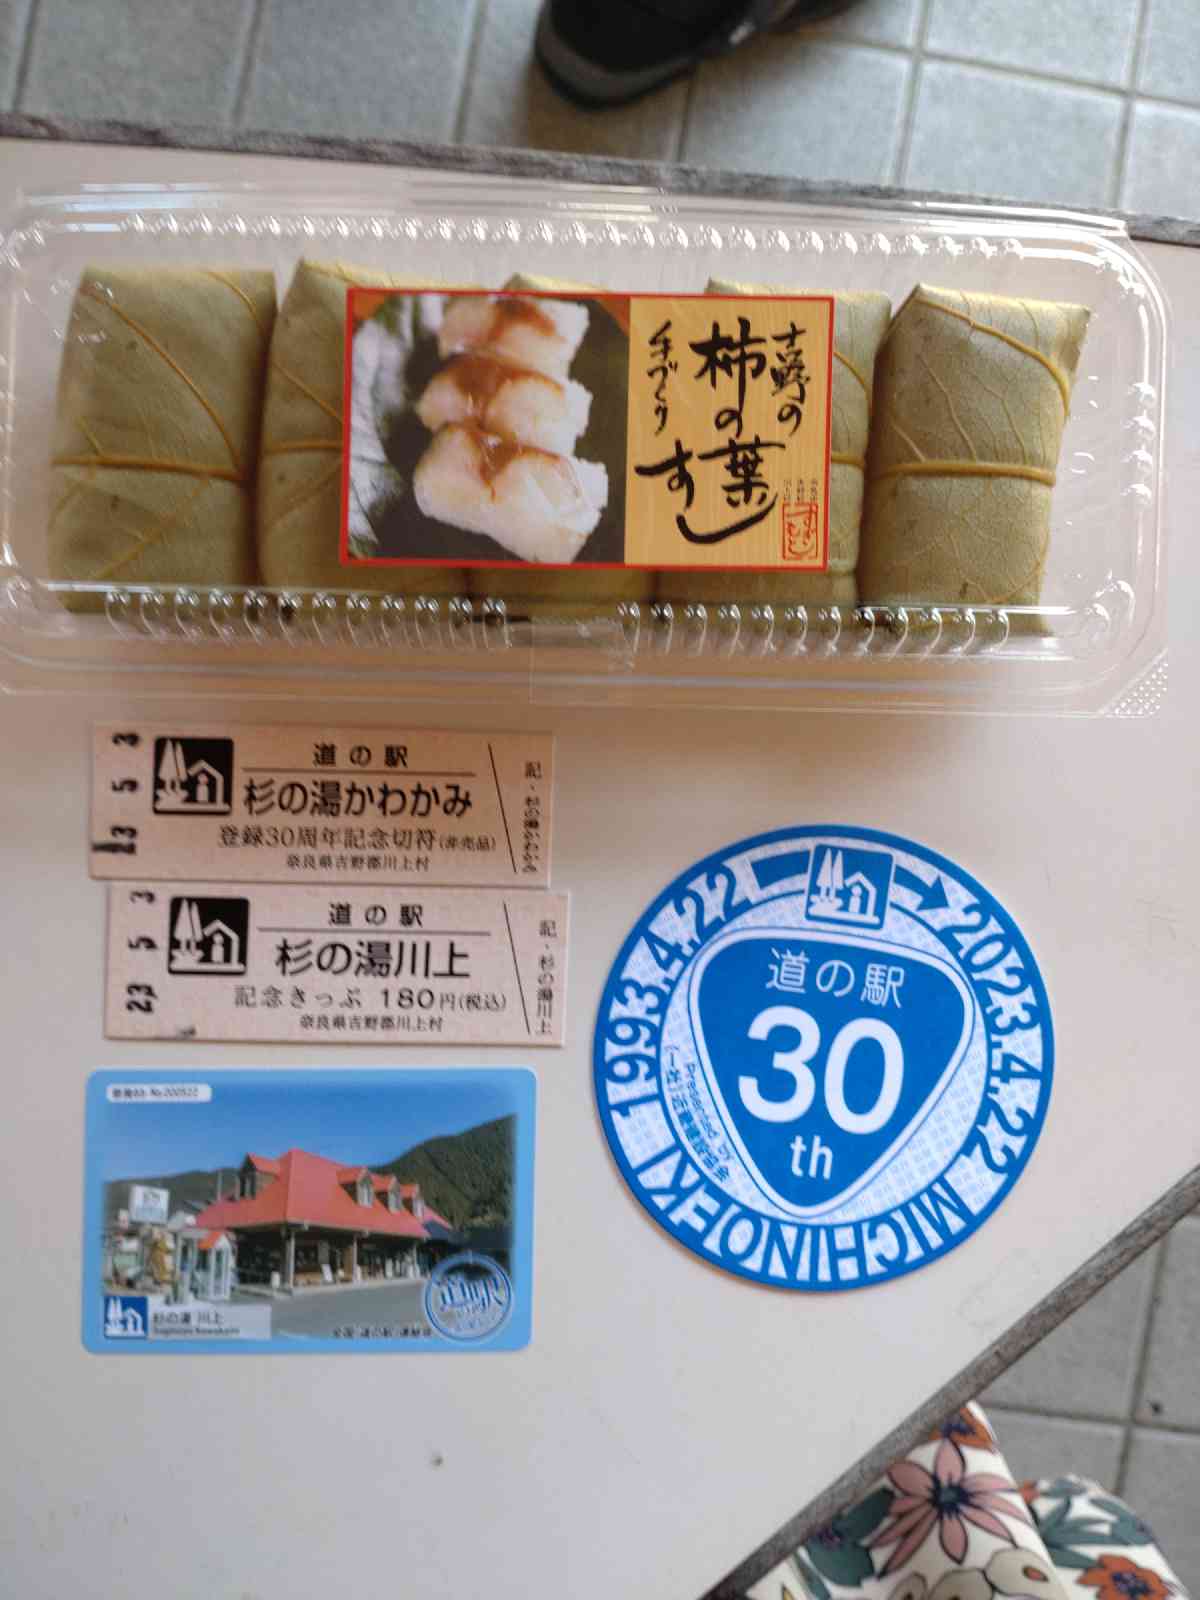 吉野の
柿の葉
すし
手づくり
道の駅
杉の湯かわかみ
登録30周年記念切符(非売品)
奈良県吉野郡川上村
記・杉の湯かわかみ
23 5 3
道の駅
杉の湯川上
記念きっぷ 180円(税込)
奈良県吉野郡川上村
記・杉の湯川上
23 5 3
1993.4.22
2023.4.22
道の駅
30
th
Presented by
MICHINOEKI
杉の湯 川上
道の駅